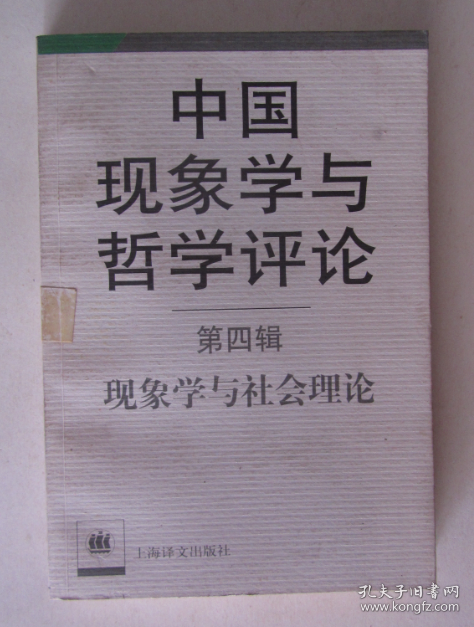 中国
现象学与
哲学评论
第四辑
现象学与社会理论
上海译文出版社
孔夫子旧书网
www.kongfz.com